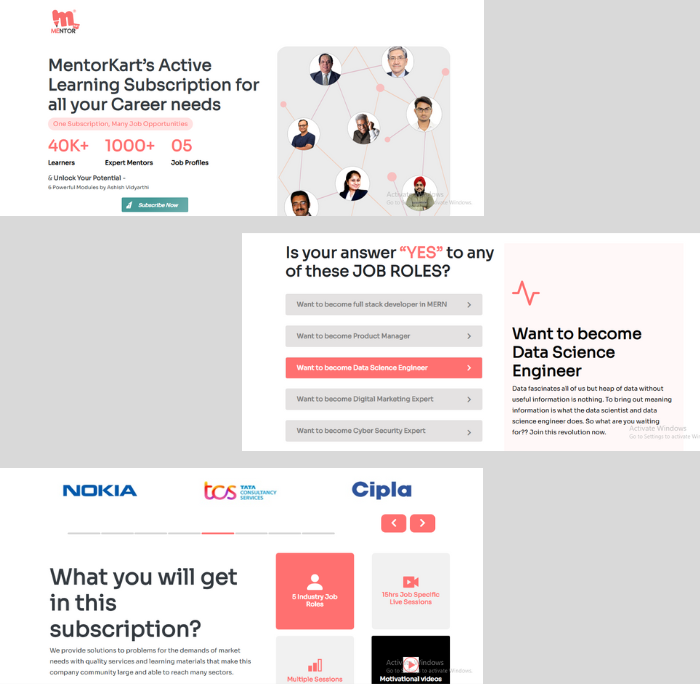 MENTOR
MentorKart's Active
Learning Subscription for
all your Career needs
One Subscription, Many Job Opportunities
40K+ 1000+ 05
Learners Expert Mentors Job Profiles
& Unlock Your Potential -
6 Powerful Modules by Ashish Vidyarthi
Subscribe Now
Activate Windows
Go to Settings to activate Windows.
Is your answer “YES” to any
of these JOB ROLES?
Want to become full stack developer in MERN
Want to become Product Manager
Want to become Data Science Engineer
Want to become Digital Marketing Expert
Want to become Cyber Security Expert
Want to become
Data Science
Engineer
Data fascinates all of us but heap of data without
useful information is nothing. To bring out meaning
information is what the data scientist and data
science engineer does. So what are you waiting
for?? Join this revolution now.
Activate Windows
Go to Settings to activate Wi
NOKIA
tcs TATA
CONSULTANCY
SERVICES
Cipla
What you will get
in this
subscription?
We provide solutions to problems for the demands of market
needs with quality services and learning materials that make this
company community large and able to reach many sectors.
5 Industry Job
Roles
15hrs Job Specific
Live Sessions
Multiple Sessions
Motivational videos
Activate Windows
Go to Settings to activate Windows.